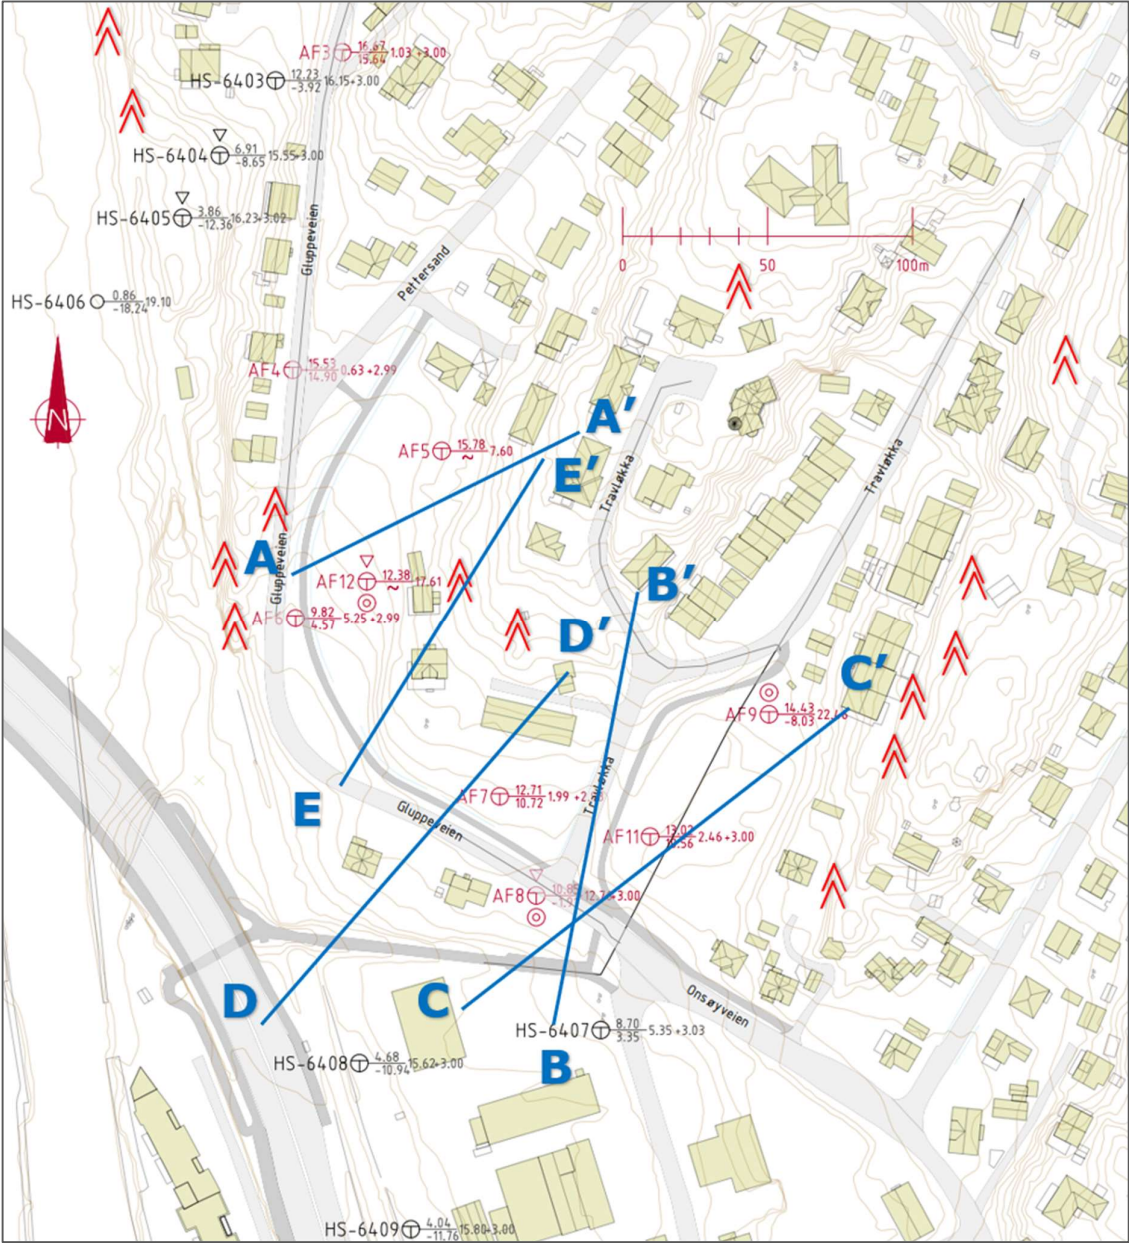 AF3 16.67 15.64 1.03 +3.00
HS-6403 12.23 -3.92 16.15+3.00
HS-6404 6.91 -8.65 15.55+3.00
HS-6405 3.86 -12.36 16.23+3.02
Gluppeveien
Pettersand
0 50 100m
HS-6406 0.86 -18.24 19.10
AF4 15.53 14.90 0.63 +2.99
N
A'
AF5 15.78 ~ 7.60
E'
Travløkka
Travløkka
A
Gluppeveien
AF12 12.38 ~ 17.61
B'
AF6 9.82 4.57 5.25 +2.99
D'
C'
AF9 14.43 -8.03
E
AF7 12.71 10.72 1.99
Travløkka
Gluppeveien
AF11 2.46 +3.00
AF8 +3.00
D
C
Onsøyveien
HS-6407 8.70 3.35 5.35 +3.03
B
HS-6408 4.68 -10.94 15.62+3.00
HS-6409 4.04 -11.76 15.80+3.00